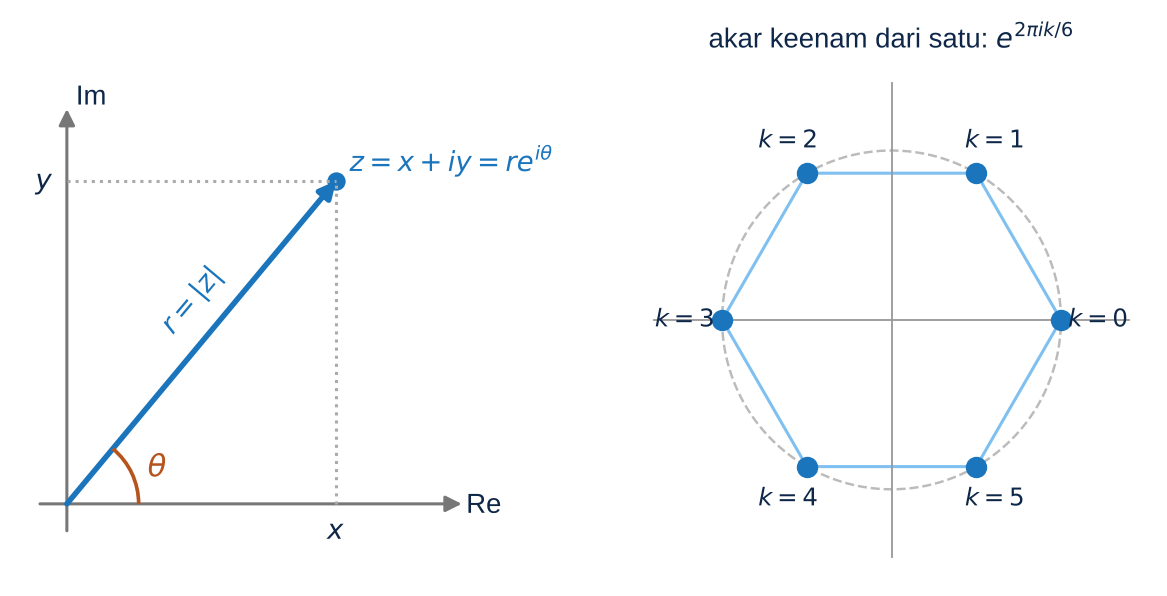 Im
z = x + iy = re^{iθ}
y
r = |z|
θ
Re
x
akar keenam dari satu: e^{2πik/6}
k = 2
k = 1
k = 3
k = 0
k = 4
k = 5